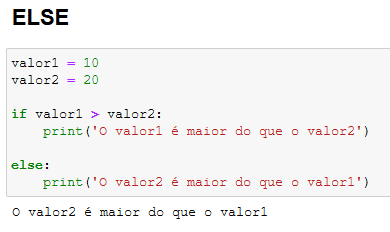 ELSE
valor1 = 10
valor2 = 20
if valor1 > valor2:
    print('O valor1 é maior do que o valor2')
else:
    print('O valor2 é maior do que o valor1')
O valor2 é maior do que o valor1